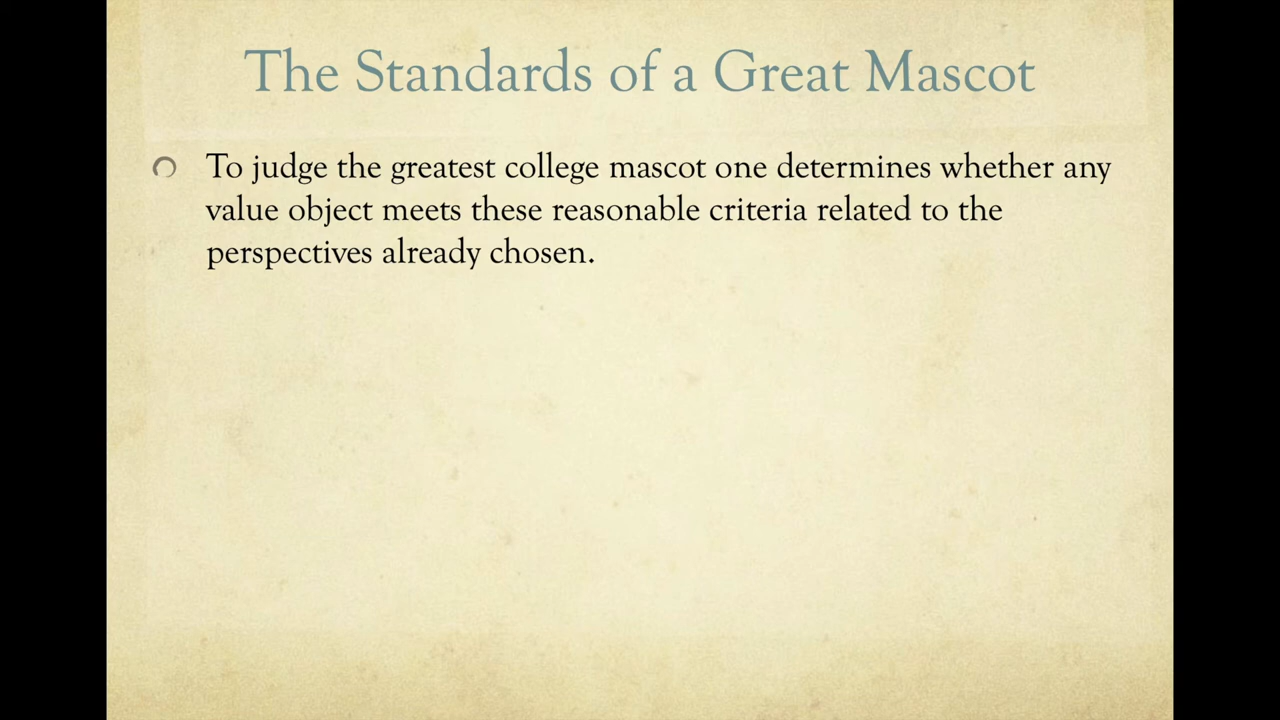 The Standards of a Great Mascot
To judge the greatest college mascot one determines whether any
value object meets these reasonable criteria related to the
perspectives already chosen.